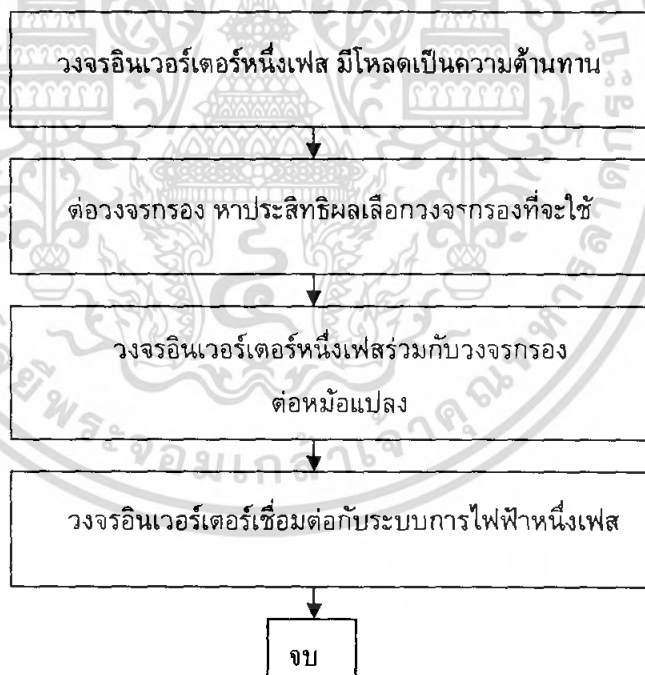 วงจรอินเวอร์เตอร์หนึ่งเฟส มีโหลดเป็นความต้านทาน
ต่อวงจรกรอง หาประสิทธิผลเลือกวงจรกรองที่จะใช้
วงจรอินเวอร์เตอร์หนึ่งเฟสร่วมกับวงจรกรอง
ต่อหม้อแปลง
วงจรอินเวอร์เตอร์เชื่อมต่อกับระบบการไฟฟ้าหนึ่งเฟส
จบ